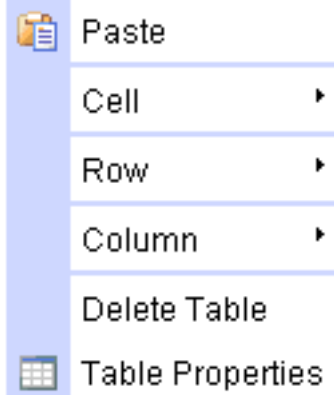 Paste
Cell
Row
Column
Delete Table
Table Properties